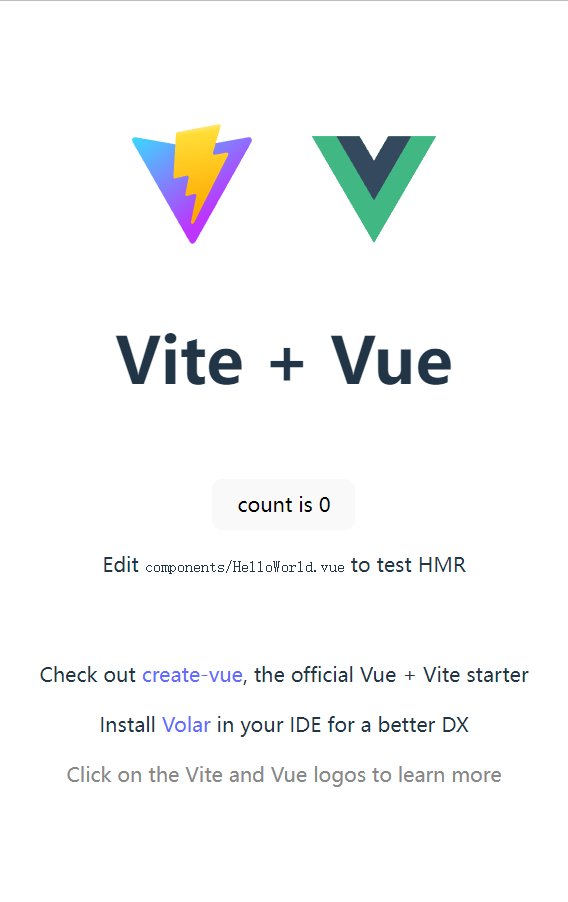 Vite + Vue
count is 0
Edit components/HelloWorld.vue to test HMR
Check out create-vue, the official Vue + Vite starter
Install Volar in your IDE for a better DX
Click on the Vite and Vue logos to learn more